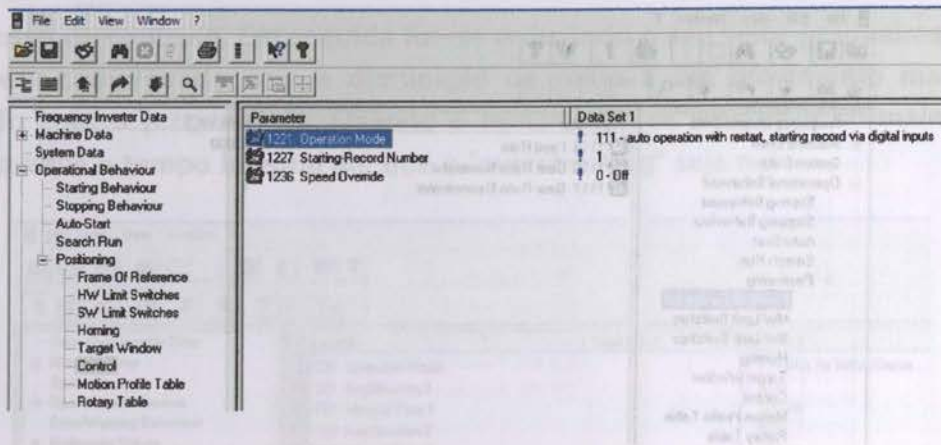 File Edit View Window ?
Frequency Inverter Data
Machine Data
System Data
Operational Behaviour
Starting Behaviour
Stopping Behaviour
Auto-Start
Search Run
Positioning
Frame Of Reference
HW Limit Switches
SW Limit Switches
Homing
Target Window
Control
Motion Profile Table
Rotary Table
Parameter Data Set 1
1221 Operation Mode 111 - auto operation with restart, starting record via digital inputs
1227 Starting-Record Number 1
1236 Speed Override 0 - Off